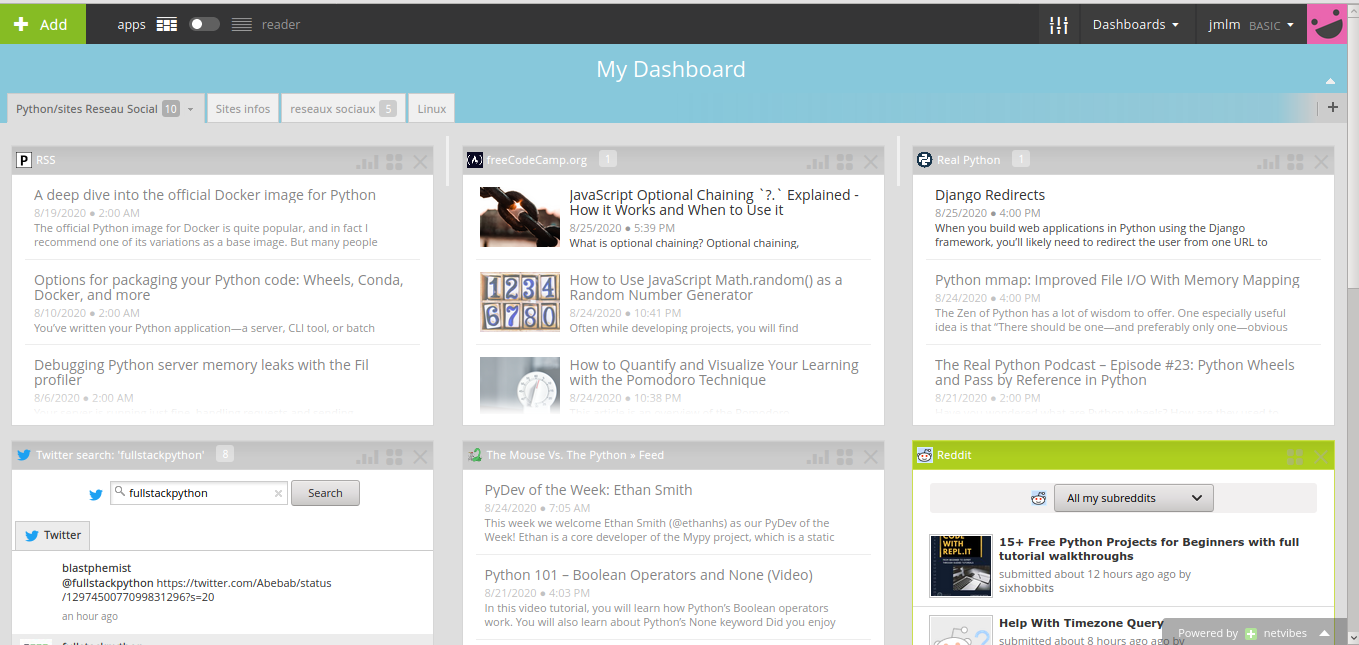 Add
apps
reader
Dashboards
jmlm BASIC
My Dashboard
Python/sites Reseau Social 10
Sites infos
reseaux sociaux 5
Linux
RSS
A deep dive into the official Docker image for Python
8/19/2020 ● 2:00 AM
The official Python image for Docker is quite popular, and in fact I
recommend one of its variations as a base image. But many people
Options for packaging your Python code: Wheels, Conda,
Docker, and more
8/10/2020 ● 2:00 AM
You’ve written your Python application—a server, CLI tool, or batch
Debugging Python server memory leaks with the Fil
profiler
8/6/2020 ● 2:00 AM
freeCodeCamp.org 1
JavaScript Optional Chaining `?.` Explained -
How it Works and When to Use it
8/25/2020 ● 5:39 PM
What is optional chaining? Optional chaining,
1234
6780
How to Use JavaScript Math.random() as a
Random Number Generator
8/24/2020 ● 10:41 PM
Often while developing projects, you will find
How to Quantify and Visualize Your Learning
with the Pomodoro Technique
8/24/2020 ● 10:38 PM
Real Python 1
Django Redirects
8/25/2020 ● 4:00 PM
When you build web applications in Python using the Django
framework, you’ll likely need to redirect the user from one URL to
Python mmap: Improved File I/O With Memory Mapping
8/24/2020 ● 4:00 PM
The Zen of Python has a lot of wisdom to offer. One especially useful
idea is that “There should be one—and preferably only one—obvious
The Real Python Podcast – Episode #23: Python Wheels
and Pass by Reference in Python
8/21/2020 ● 2:00 PM
Twitter search: 'fullstackpython' 8
fullstackpython
Search
Twitter
blastphemist
@fullstackpython https://twitter.com/Abebab/status
/1297450077099831296?s=20
an hour ago
The Mouse Vs. The Python » Feed
PyDev of the Week: Ethan Smith
8/24/2020 ● 7:05 AM
This week we welcome Ethan Smith (@ethanhs) as our PyDev of the
Week! Ethan is a core developer of the Mypy project, which is a static
Python 101 – Boolean Operators and None (Video)
8/21/2020 ● 4:03 PM
In this video tutorial, you will learn how Python’s Boolean operators
work. You will also learn about Python’s None keyword Did you enjoy
Reddit
All my subreddits
CODE
WITH
REPL.IT
15+ Free Python Projects for Beginners with full
tutorial walkthroughs
submitted about 12 hours ago ago by
sixhobbits
Help With Timezone Query
submitted about 8 hours ago ago by
Powered by netvibes